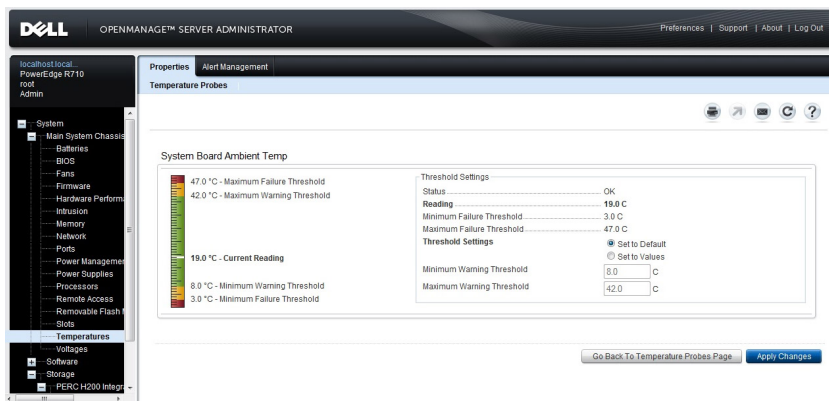 DELL OPENMANAGE™ SERVER ADMINISTRATOR
Preferences | Support | About | Log Out
localhost.local...
PowerEdge R710
root
Admin
System
Main System Chassis
Batteries
BIOS
Fans
Firmware
Hardware Performa
Intrusion
Memory
Network
Ports
Power Managemer
Power Supplies
Processors
Remote Access
Removable Flash M
Slots
Temperatures
Voltages
Software
Storage
PERC H200 Integra
Properties Alert Management
Temperature Probes
?
System Board Ambient Temp
47.0 °C - Maximum Failure Threshold
42.0 °C - Maximum Warning Threshold
19.0 °C - Current Reading
8.0 °C - Minimum Warning Threshold
3.0 °C - Minimum Failure Threshold
Threshold Settings
Status OK
Reading 19.0 C
Minimum Failure Threshold 3.0 C
Maximum Failure Threshold 47.0 C
Threshold Settings Set to Default
Set to Values
Minimum Warning Threshold 8.0 C
Maximum Warning Threshold 42.0 C
Go Back To Temperature Probes Page Apply Changes